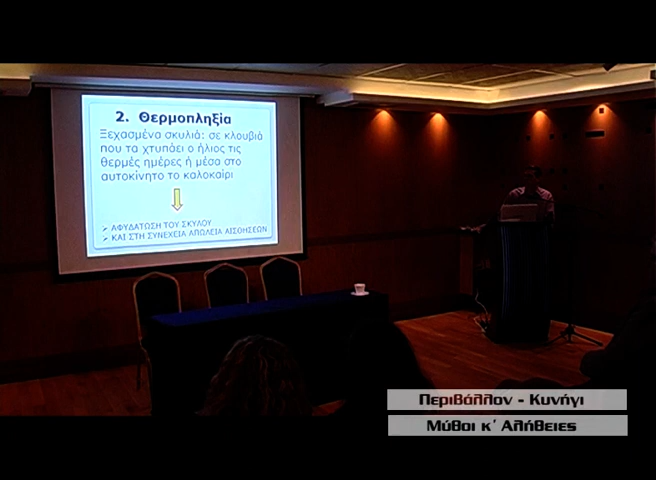 2. Θερμοπληξία
Ξεχασμένα σκυλιά: σε κλουβιά
που τα χτυπάει ο ήλιος τις
θερμές ημέρες ή μέσα στο
αυτοκίνητο το καλοκαίρι
➢ ΑΦΥΔΑΤΩΣΗ ΤΟΥ ΣΚΥΛΟΥ
➢ ΚΑΙ ΣΤΗ ΣΥΝΕΧΕΙΑ ΑΠΩΛΕΙΑ ΑΙΣΘΗΣΕΩΝ
Περιβάλλον - Κυνήγι
Μύθοι κ΄ Αλήθειες